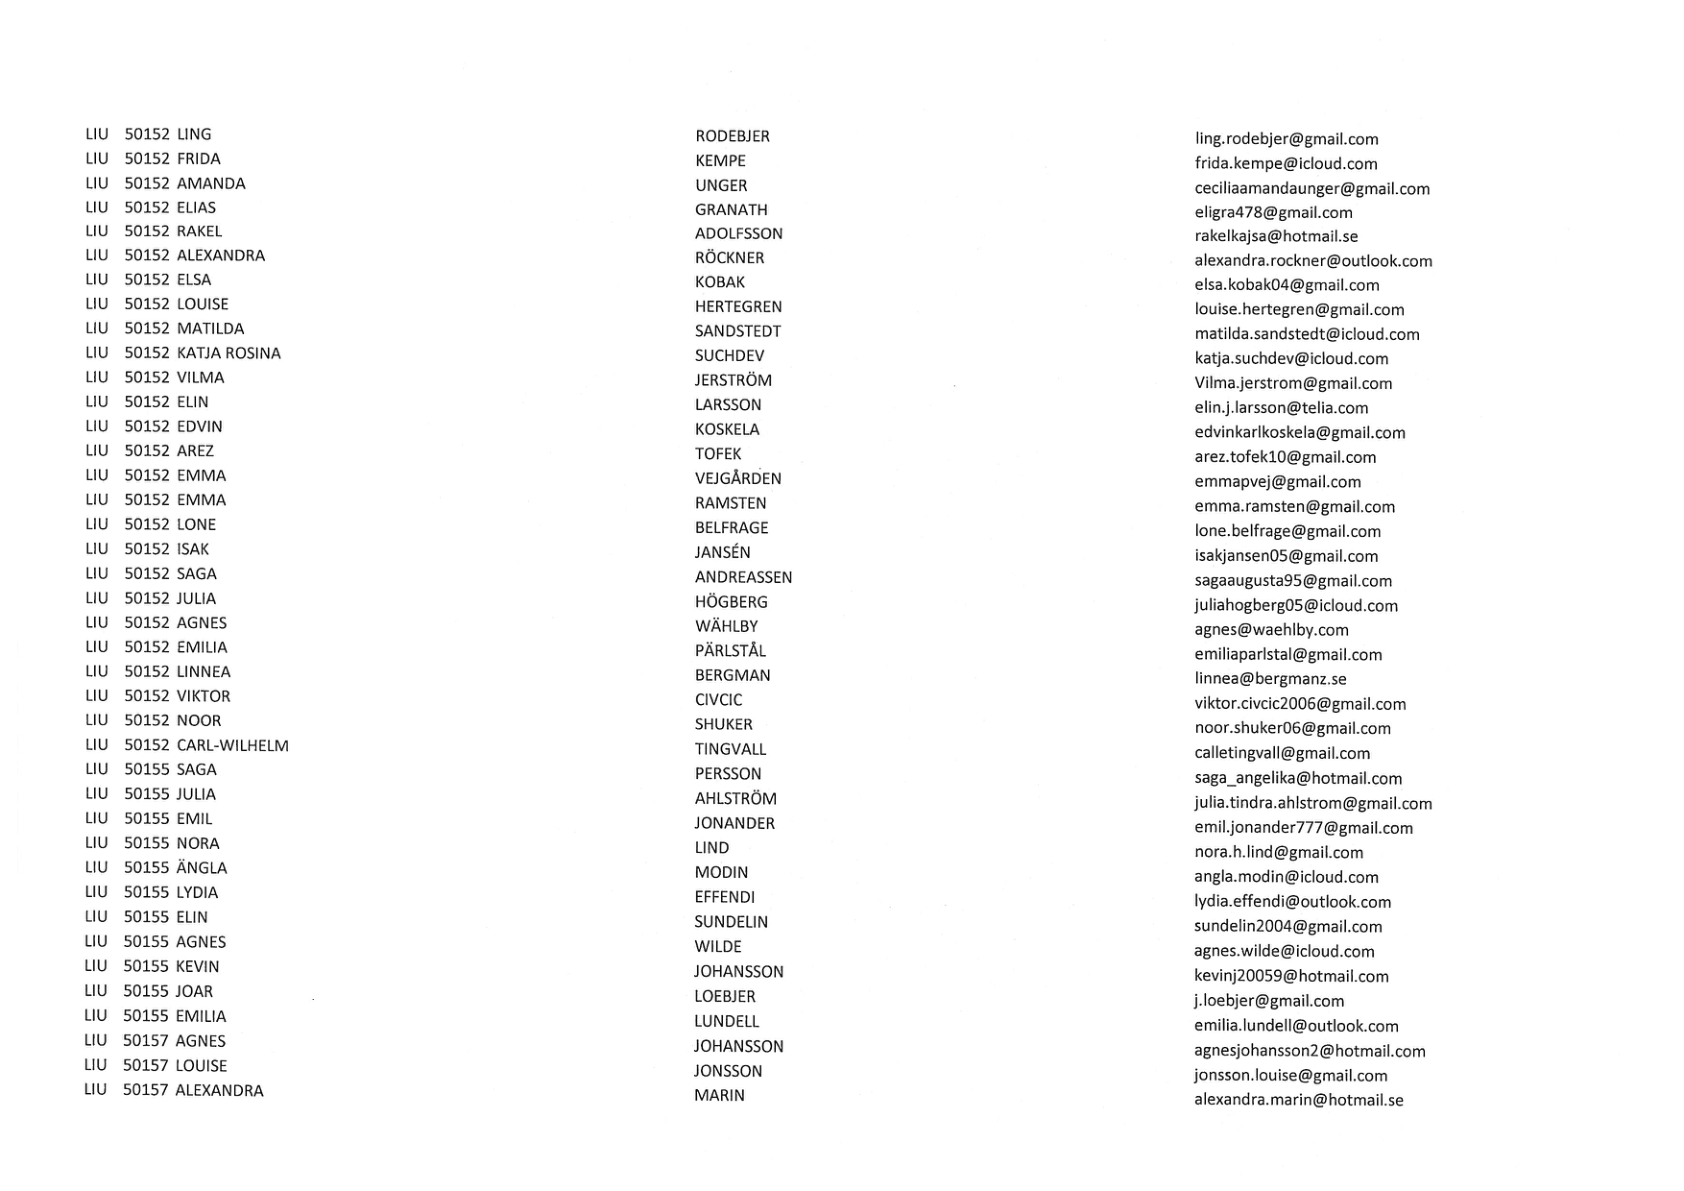 LIU 50152 LING RODEBJER ling.rodebjer@gmail.com
LIU 50152 FRIDA KEMPE frida.kempe@icloud.com
LIU 50152 AMANDA UNGER ceciliaamandaunger@gmail.com
LIU 50152 ELIAS GRANATH eligra478@gmail.com
LIU 50152 RAKEL ADOLFSSON rakelkajsa@hotmail.se
LIU 50152 ALEXANDRA RÖCKNER alexandra.rockner@outlook.com
LIU 50152 ELSA KOBAK elsa.kobak04@gmail.com
LIU 50152 LOUISE HERTEGREN louise.hertegren@gmail.com
LIU 50152 MATILDA SANDSTEDT matilda.sandstedt@icloud.com
LIU 50152 KATJA ROSINA SUCHDEV katja.suchdev@icloud.com
LIU 50152 VILMA JERSTRÖM Vilma.jerstrom@gmail.com
LIU 50152 ELIN LARSSON elin.j.larsson@telia.com
LIU 50152 EDVIN KOSKELA edvinkarlkoskela@gmail.com
LIU 50152 AREZ TOFEK arez.tofek10@gmail.com
LIU 50152 EMMA VEJGÅRDEN emmapvej@gmail.com
LIU 50152 EMMA RAMSTEN emma.ramsten@gmail.com
LIU 50152 LONE BELFRAGE lone.belfrage@gmail.com
LIU 50152 ISAK JANSÉN isakjansen05@gmail.com
LIU 50152 SAGA ANDREASSEN sagaaugusta95@gmail.com
LIU 50152 JULIA HÖGBERG juliahogberg05@icloud.com
LIU 50152 AGNES WÄHLBY agnes@waehlby.com
LIU 50152 EMILIA PÄRLSTÅL emiliaparlstal@gmail.com
LIU 50152 LINNEA BERGMAN linnea@bergmanz.se
LIU 50152 VIKTOR CIVCIC viktor.civcic2006@gmail.com
LIU 50152 NOOR SHUKER noor.shuker06@gmail.com
LIU 50152 CARL-WILHELM TINGVALL calletingvall@gmail.com
LIU 50155 SAGA PERSSON saga_angelika@hotmail.com
LIU 50155 JULIA AHLSTRÖM julia.tindra.ahlstrom@gmail.com
LIU 50155 EMIL JONANDER emil.jonander777@gmail.com
LIU 50155 NORA LIND nora.h.lind@gmail.com
LIU 50155 ÄNGLA MODIN angla.modin@icloud.com
LIU 50155 LYDIA EFFENDI lydia.effendi@outlook.com
LIU 50155 ELIN SUNDELIN sundelin2004@gmail.com
LIU 50155 AGNES WILDE agnes.wilde@icloud.com
LIU 50155 KEVIN JOHANSSON kevinj20059@hotmail.com
LIU 50155 JOAR LOEBJER j.loebjer@gmail.com
LIU 50155 EMILIA LUNDELL emilia.lundell@outlook.com
LIU 50157 AGNES JOHANSSON agnesjohansson2@hotmail.com
LIU 50157 LOUISE JONSSON jonsson.louise@gmail.com
LIU 50157 ALEXANDRA MARIN alexandra.marin@hotmail.se